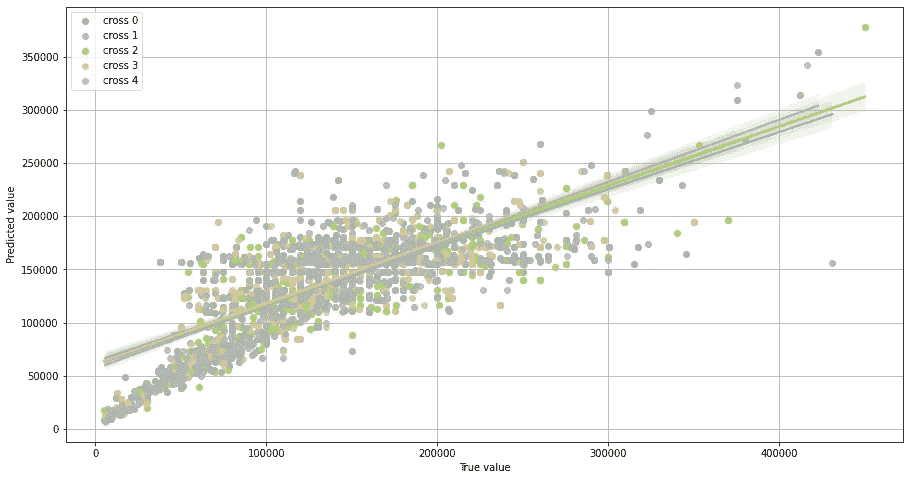 cross 0
cross 1
cross 2
cross 3
cross 4
350000
300000
250000
200000
150000
100000
50000
0
Predicted value
0
100000
200000
300000
400000
True value